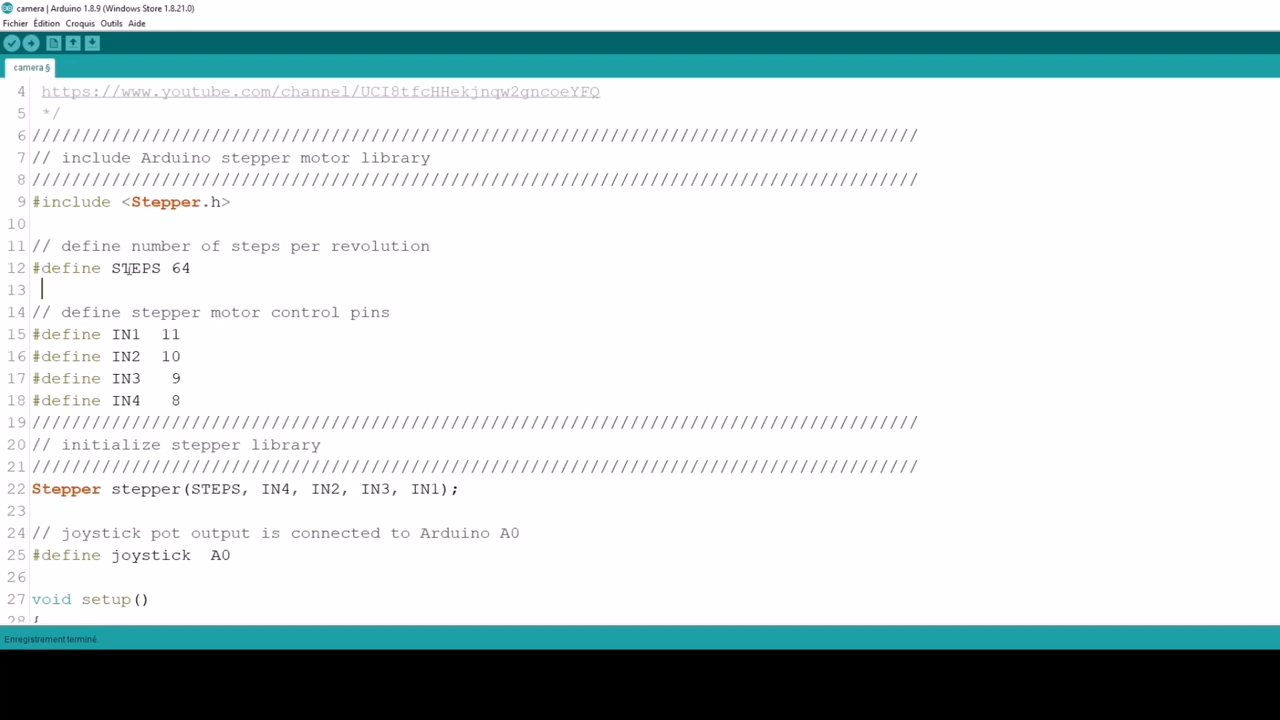 camera | Arduino 1.8.9 (Windows Store 1.8.21.0)
Fichier Édition Croquis Outils Aide
camera §
4 https://www.youtube.com/channel/UCI8tfcHHekjnqw2gncoeYFQ
5 */
6 //////////////////////////////////////////////////////////////////////////////////////////
7 // include Arduino stepper motor library
8 //////////////////////////////////////////////////////////////////////////////////////////
9 #include <Stepper.h>
10
11 // define number of steps per revolution
12 #define STEPS 64
13
14 // define stepper motor control pins
15 #define IN1 11
16 #define IN2 10
17 #define IN3 9
18 #define IN4 8
19 //////////////////////////////////////////////////////////////////////////////////////////
20 // initialize stepper library
21 //////////////////////////////////////////////////////////////////////////////////////////
22 Stepper stepper(STEPS, IN4, IN2, IN3, IN1);
23
24 // joystick pot output is connected to Arduino A0
25 #define joystick A0
26
27 void setup()
28 {
Enregistrement terminé